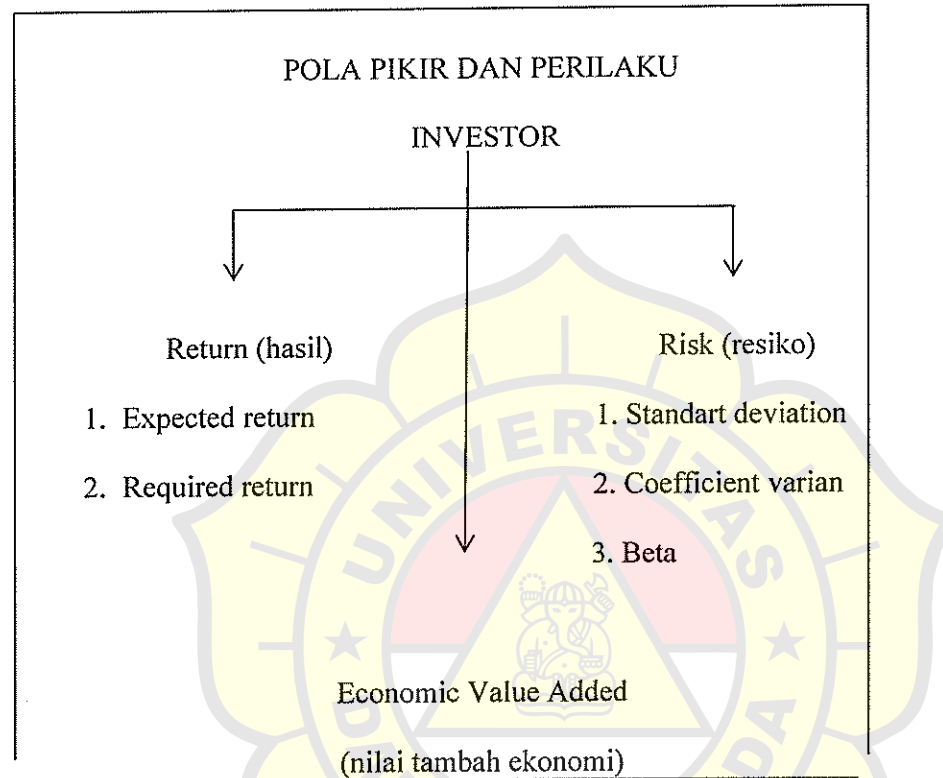 POLA PIKIR DAN PERILAKU
INVESTOR
Return (hasil)
1. Expected return
2. Required return
Risk (resiko)
1. Standart deviation
2. Coefficient varian
3. Beta
Economic Value Added
(nilai tambah ekonomi)
UNIVERSITAS